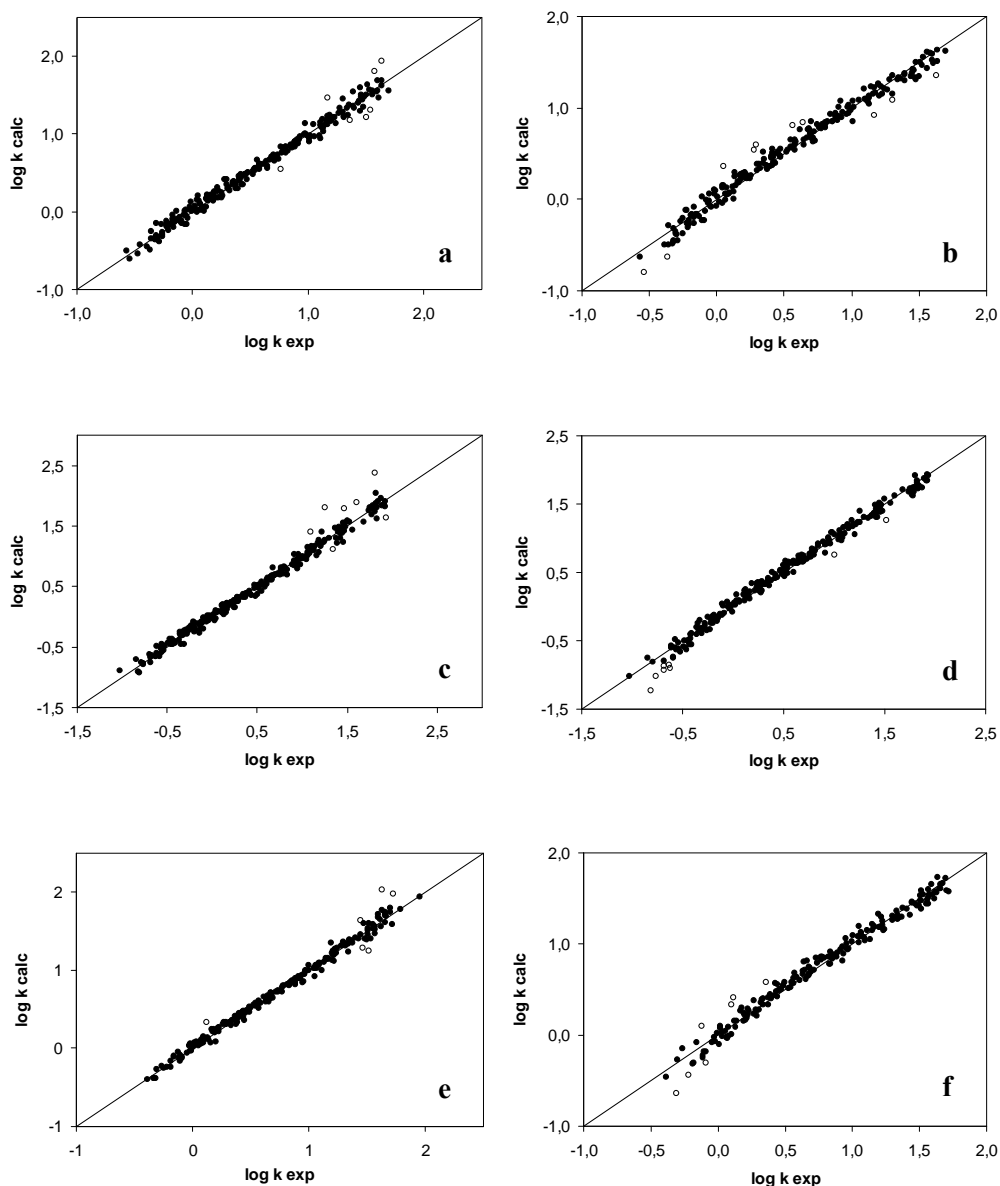 2,0
1,0
0,0
-1,0
log k calc
-1,0 0,0 1,0 2,0
log k exp
a
2,0
1,0
0,0
-1,0
log k calc
-1,0 -0,5 0,0 0,5 1,0 1,5 2,0
log k exp
b
2,5
1,5
0,5
-0,5
-1,5
log k calc
-1,5 -0,5 0,5 1,5 2,5
log k exp
c
2,5
1,5
0,5
-0,5
-1,5
log k calc
-1,5 -0,5 0,5 1,5 2,5
log k exp
d
2
1
0
-1
log k calc
-1 0 1 2
log k exp
e
2,0
1,0
0,0
-1,0
log k calc
-1,0 -0,5 0,0 0,5 1,0 1,5 2,0
log k exp
f